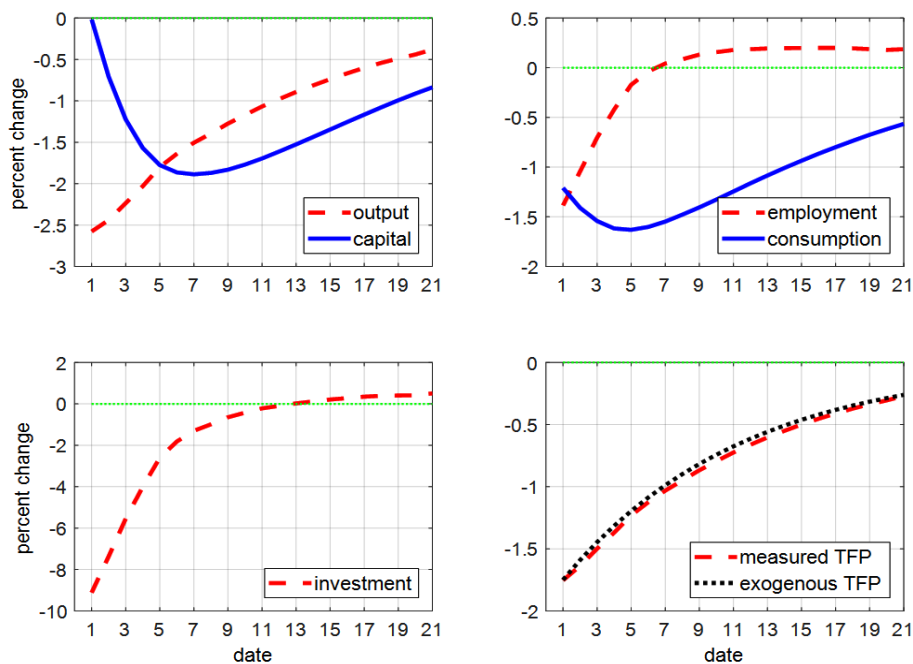 percent change
0
-0.5
-1
-1.5
-2
-2.5
-3
output
capital
1 3 5 7 9 11 13 15 17 19 21
0.5
0
-0.5
-1
-1.5
-2
employment
consumption
1 3 5 7 9 11 13 15 17 19 21
percent change
2
0
-2
-4
-6
-8
-10
investment
1 3 5 7 9 11 13 15 17 19 21
date
0
-0.5
-1
-1.5
-2
measured TFP
exogenous TFP
1 3 5 7 9 11 13 15 17 19 21
date